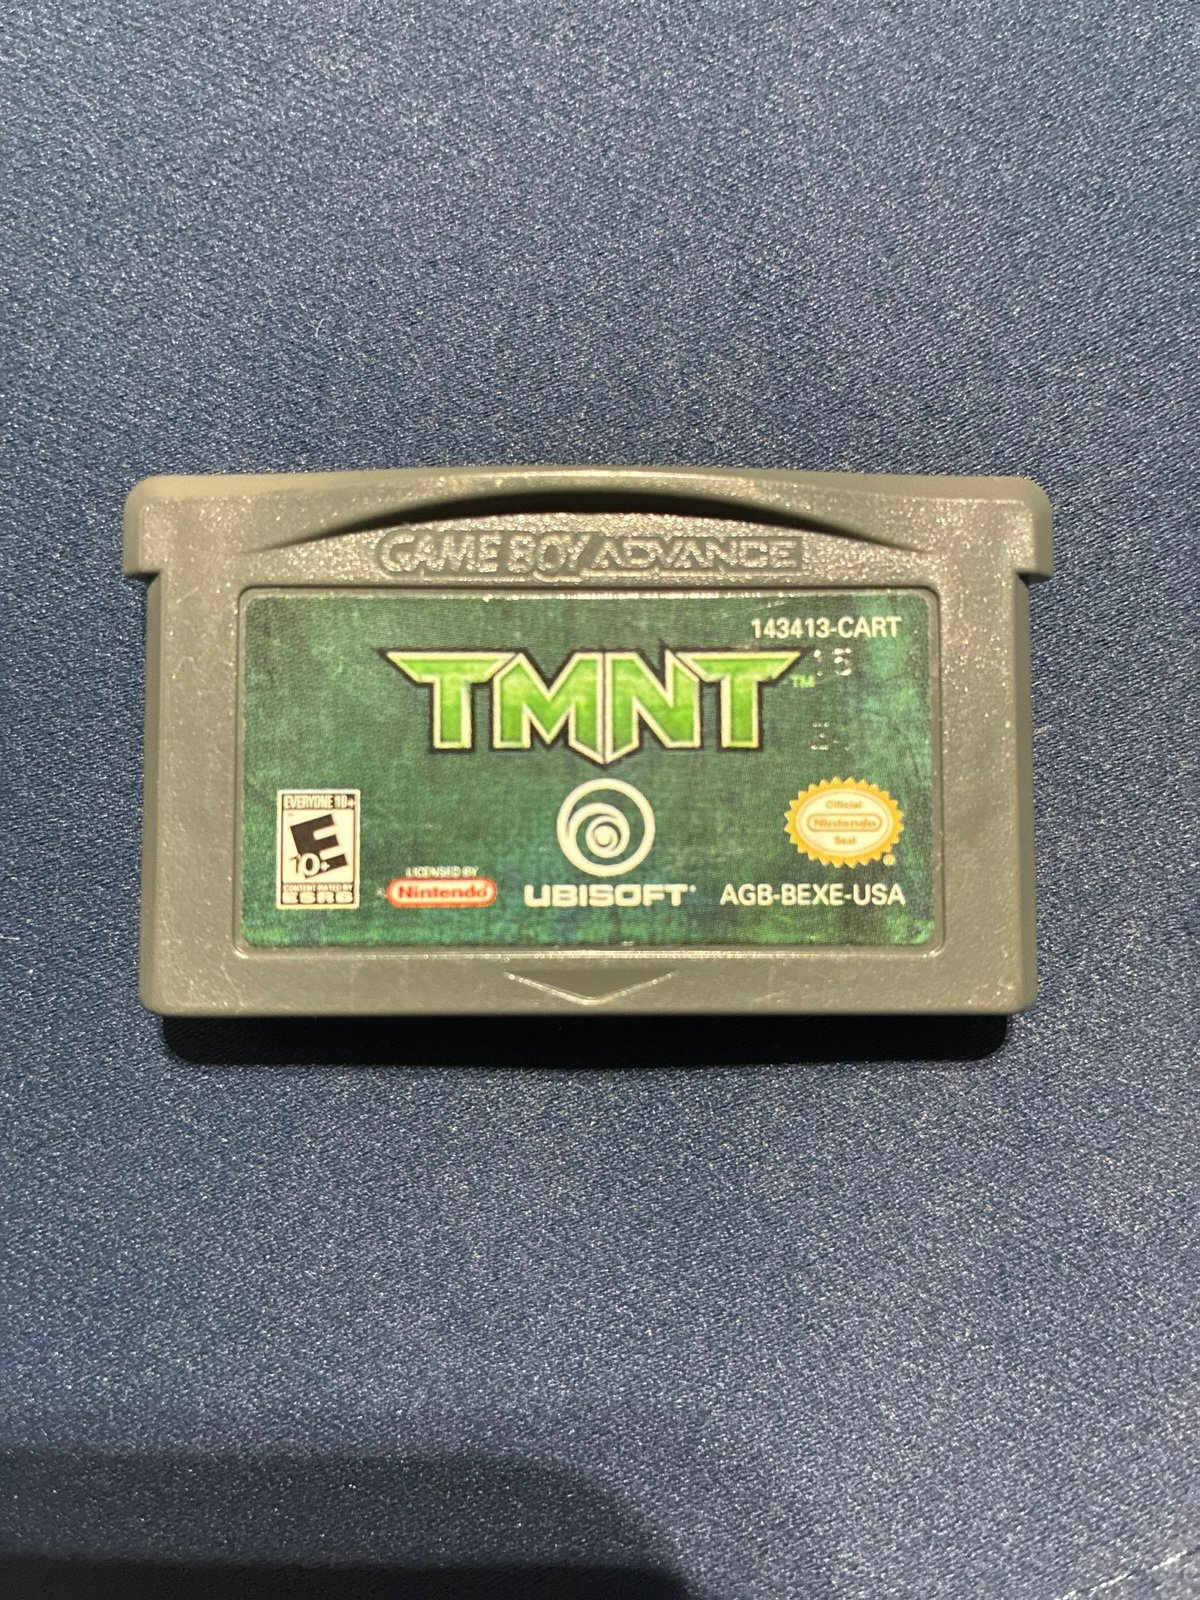 GAME BOY ADVANCE
143413-CART
TMNT™
EVERYONE 10+
E
10+
CONTENT RATED BY
ESRB
LICENSED BY
Nintendo
UBISOFT
Official
Nintendo
Seal
AGB-BEXE-USA